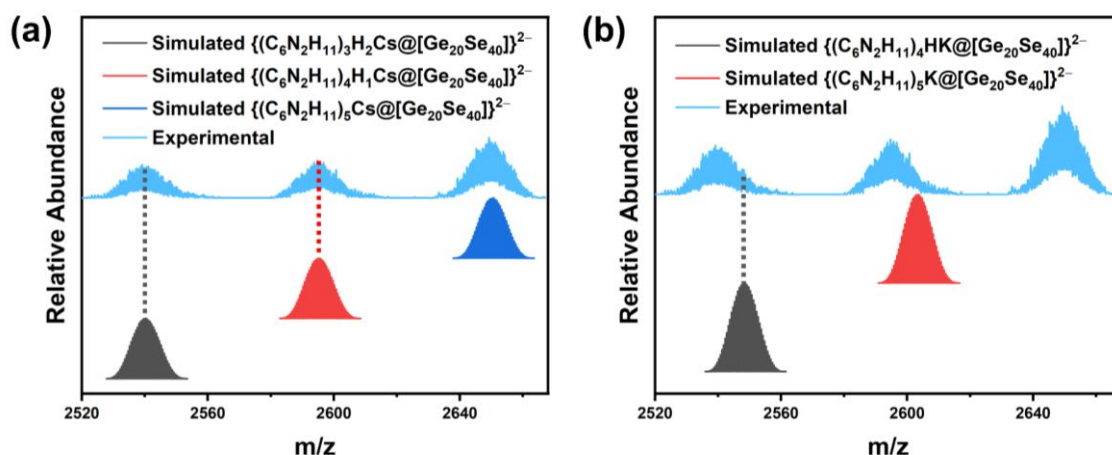 (a)
Simulated {(C₆N₂H₁₁)₃H₂Cs@[Ge₂₀Se₄₀]}²⁻
Simulated {(C₆N₂H₁₁)₄H₁Cs@[Ge₂₀Se₄₀]}²⁻
Simulated {(C₆N₂H₁₁)₅Cs@[Ge₂₀Se₄₀]}²⁻
Experimental
Relative Abundance
2520 2560 2600 2640
m/z
(b)
Simulated {(C₆N₂H₁₁)₄HK@[Ge₂₀Se₄₀]}²⁻
Simulated {(C₆N₂H₁₁)₅K@[Ge₂₀Se₄₀]}²⁻
Experimental
Relative Abundance
2520 2560 2600 2640
m/z